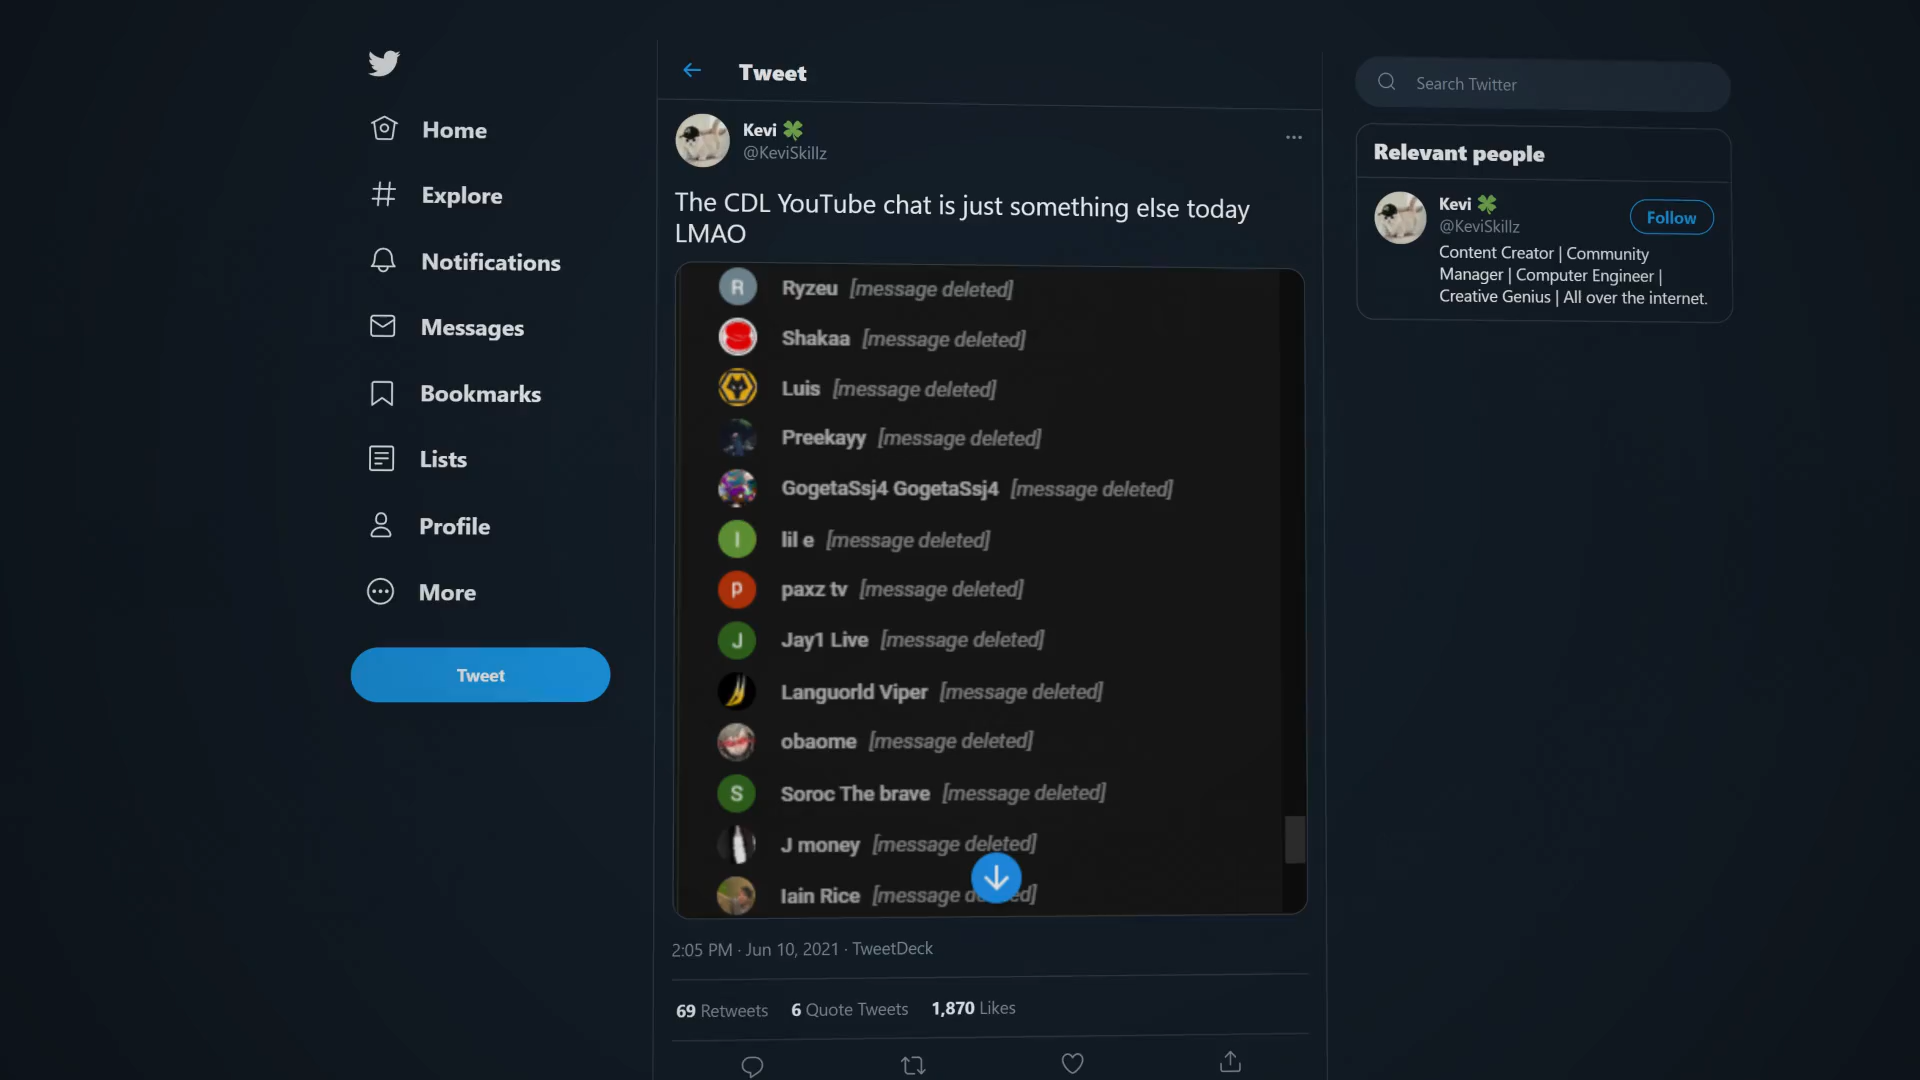 Home
Explore
Notifications
Messages
Bookmarks
Lists
Profile
More
Tweet
Tweet
Kevi 🍀
@KeviSkillz
The CDL YouTube chat is just something else today
LMAO
R Ryzeu [message deleted]
Shakaa [message deleted]
Luis [message deleted]
Preekayy [message deleted]
GogetaSsj4 GogetaSsj4 [message deleted]
l lil e [message deleted]
p paxz tv [message deleted]
J Jay1 Live [message deleted]
Languorld Viper [message deleted]
obaome [message deleted]
S Soroc The brave [message deleted]
J money [message deleted]
Iain Rice [message
2:05 PM · Jun 10, 2021 · TweetDeck
69 Retweets 6 Quote Tweets 1,870 Likes
Search Twitter
Relevant people
Kevi 🍀
@KeviSkillz
Follow
Content Creator | Community
Manager | Computer Engineer |
Creative Genius | All over the internet.